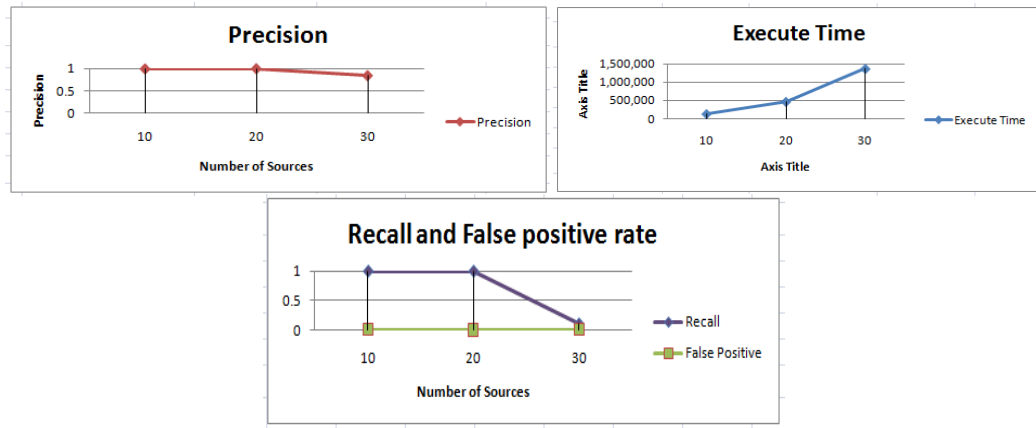 Precision
1
0.5
0
Precision
10 20 30
Number of Sources
Precision
Execute Time
1,500,000
1,000,000
500,000
0
Axis Title
10 20 30
Axis Title
Execute Time
Recall and False positive rate
1
0.5
0
10 20 30
Number of Sources
Recall
False Positive